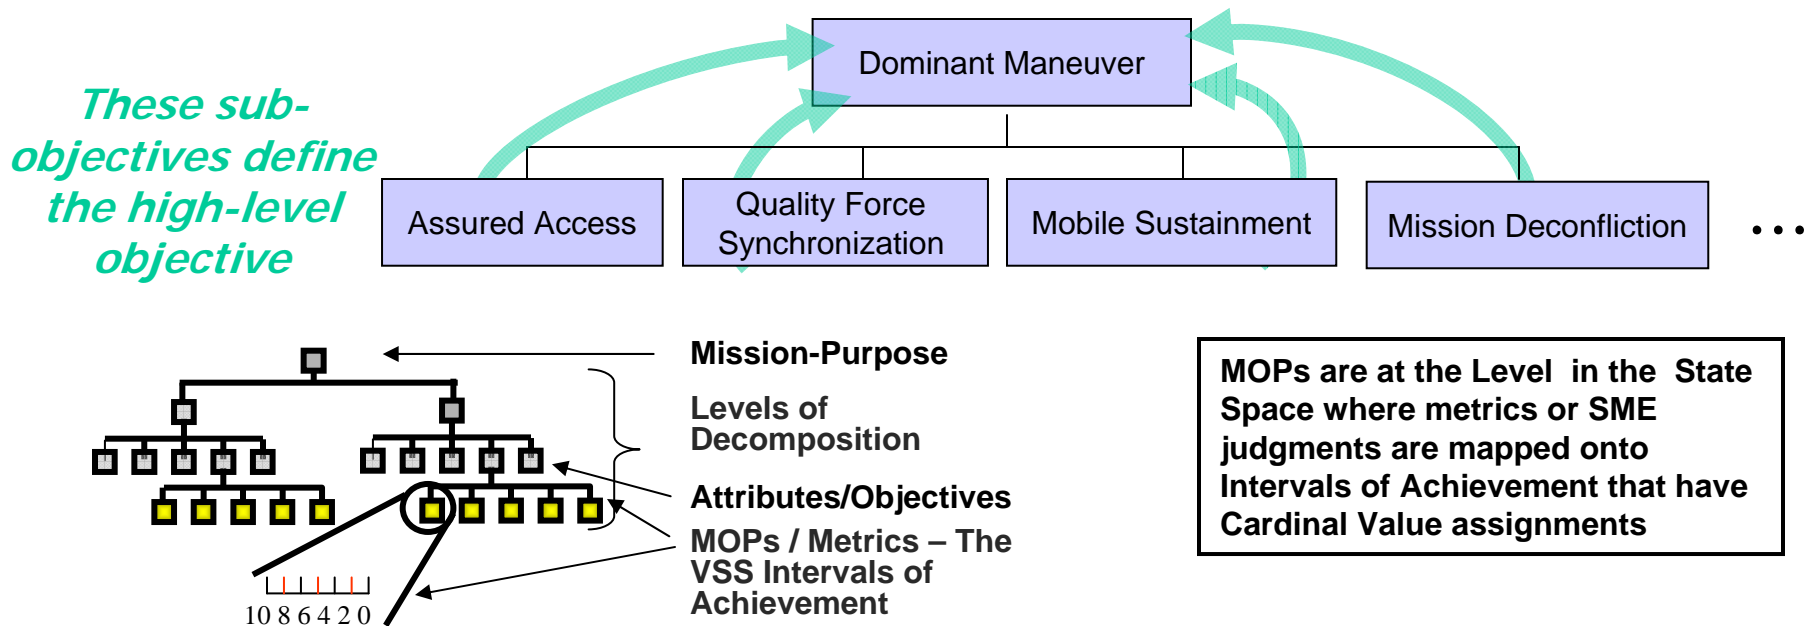 Dominant Maneuver
These sub-
objectives define
the high-level
objective
Assured Access
Quality Force
Synchronization
Mobile Sustainment
Mission Deconfliction
...
Mission-Purpose
Levels of
Decomposition
Attributes/Objectives
MOPs / Metrics – The
VSS Intervals of
Achievement
10 8 6 4 2 0
MOPs are at the Level in the State
Space where metrics or SME
judgments are mapped onto
Intervals of Achievement that have
Cardinal Value assignments